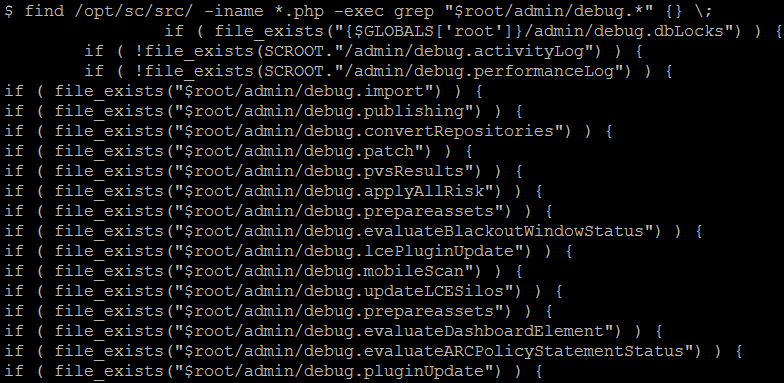 $ find /opt/sc/src/ -iname *.php -exec grep "$root/admin/debug.*" {} \;
if ( file_exists("{$GLOBALS['root']}/admin/debug.dbLocks") ) {
if ( !file_exists(SCROOT."/admin/debug.activityLog") ) {
if ( !file_exists(SCROOT."/admin/debug.performanceLog") ) {
if ( file_exists("$root/admin/debug.import") ) {
if ( file_exists("$root/admin/debug.publishing") ) {
if ( file_exists("$root/admin/debug.convertRepositories") ) {
if ( file_exists("$root/admin/debug.patch") ) {
if ( file_exists("$root/admin/debug.pvsResults") ) {
if ( file_exists("$root/admin/debug.applyAllRisk") ) {
if ( file_exists("$root/admin/debug.prepareassets") ) {
if ( file_exists("$root/admin/debug.evaluateBlackoutWindowStatus") ) {
if ( file_exists("$root/admin/debug.lcePluginUpdate") ) {
if ( file_exists("$root/admin/debug.mobileScan") ) {
if ( file_exists("$root/admin/debug.updateLCESilos") ) {
if ( file_exists("$root/admin/debug.prepareassets") ) {
if ( file_exists("$root/admin/debug.evaluateDashboardElement") ) {
if ( file_exists("$root/admin/debug.evaluateARCPolicyStatementStatus") ) {
if ( file_exists("$root/admin/debug.pluginUpdate") ) {